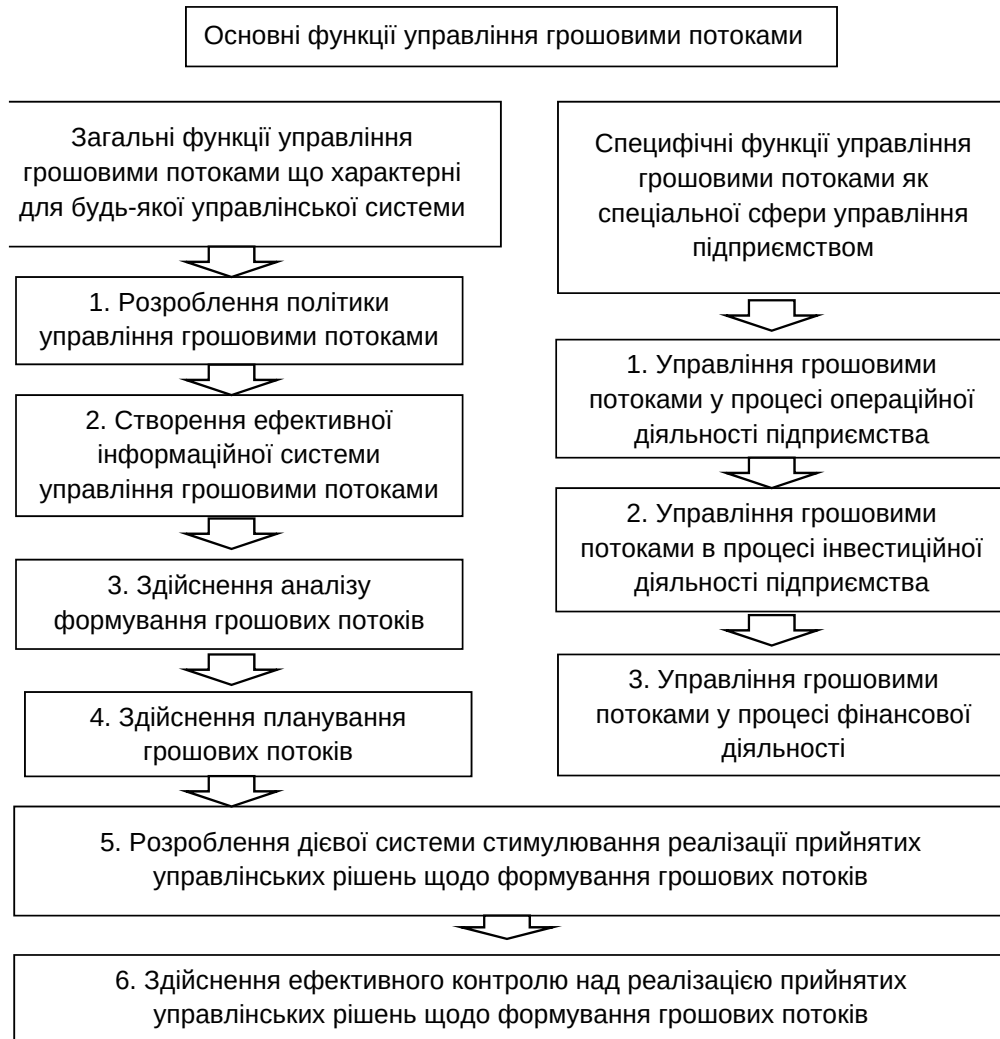 Основні функції управління грошовими потоками
Загальні функції управління
грошовими потоками що характерні
для будь-якої управлінської системи
1. Розроблення політики
управління грошовими потоками
2. Створення ефективної
інформаційної системи
управління грошовими потоками
3. Здійснення аналізу
формування грошових потоків
4. Здійснення планування
грошових потоків
Специфічні функції управління
грошовими потоками як
спеціальної сфери управління
підприємством
1. Управління грошовими
потоками у процесі операційної
діяльності підприємства
2. Управління грошовими
потоками в процесі інвестиційної
діяльності підприємства
3. Управління грошовими
потоками у процесі фінансової
діяльності
5. Розроблення дієвої системи стимулювання реалізації прийнятих
управлінських рішень щодо формування грошових потоків
6. Здійснення ефективного контролю над реалізацією прийнятих
управлінських рішень щодо формування грошових потоків